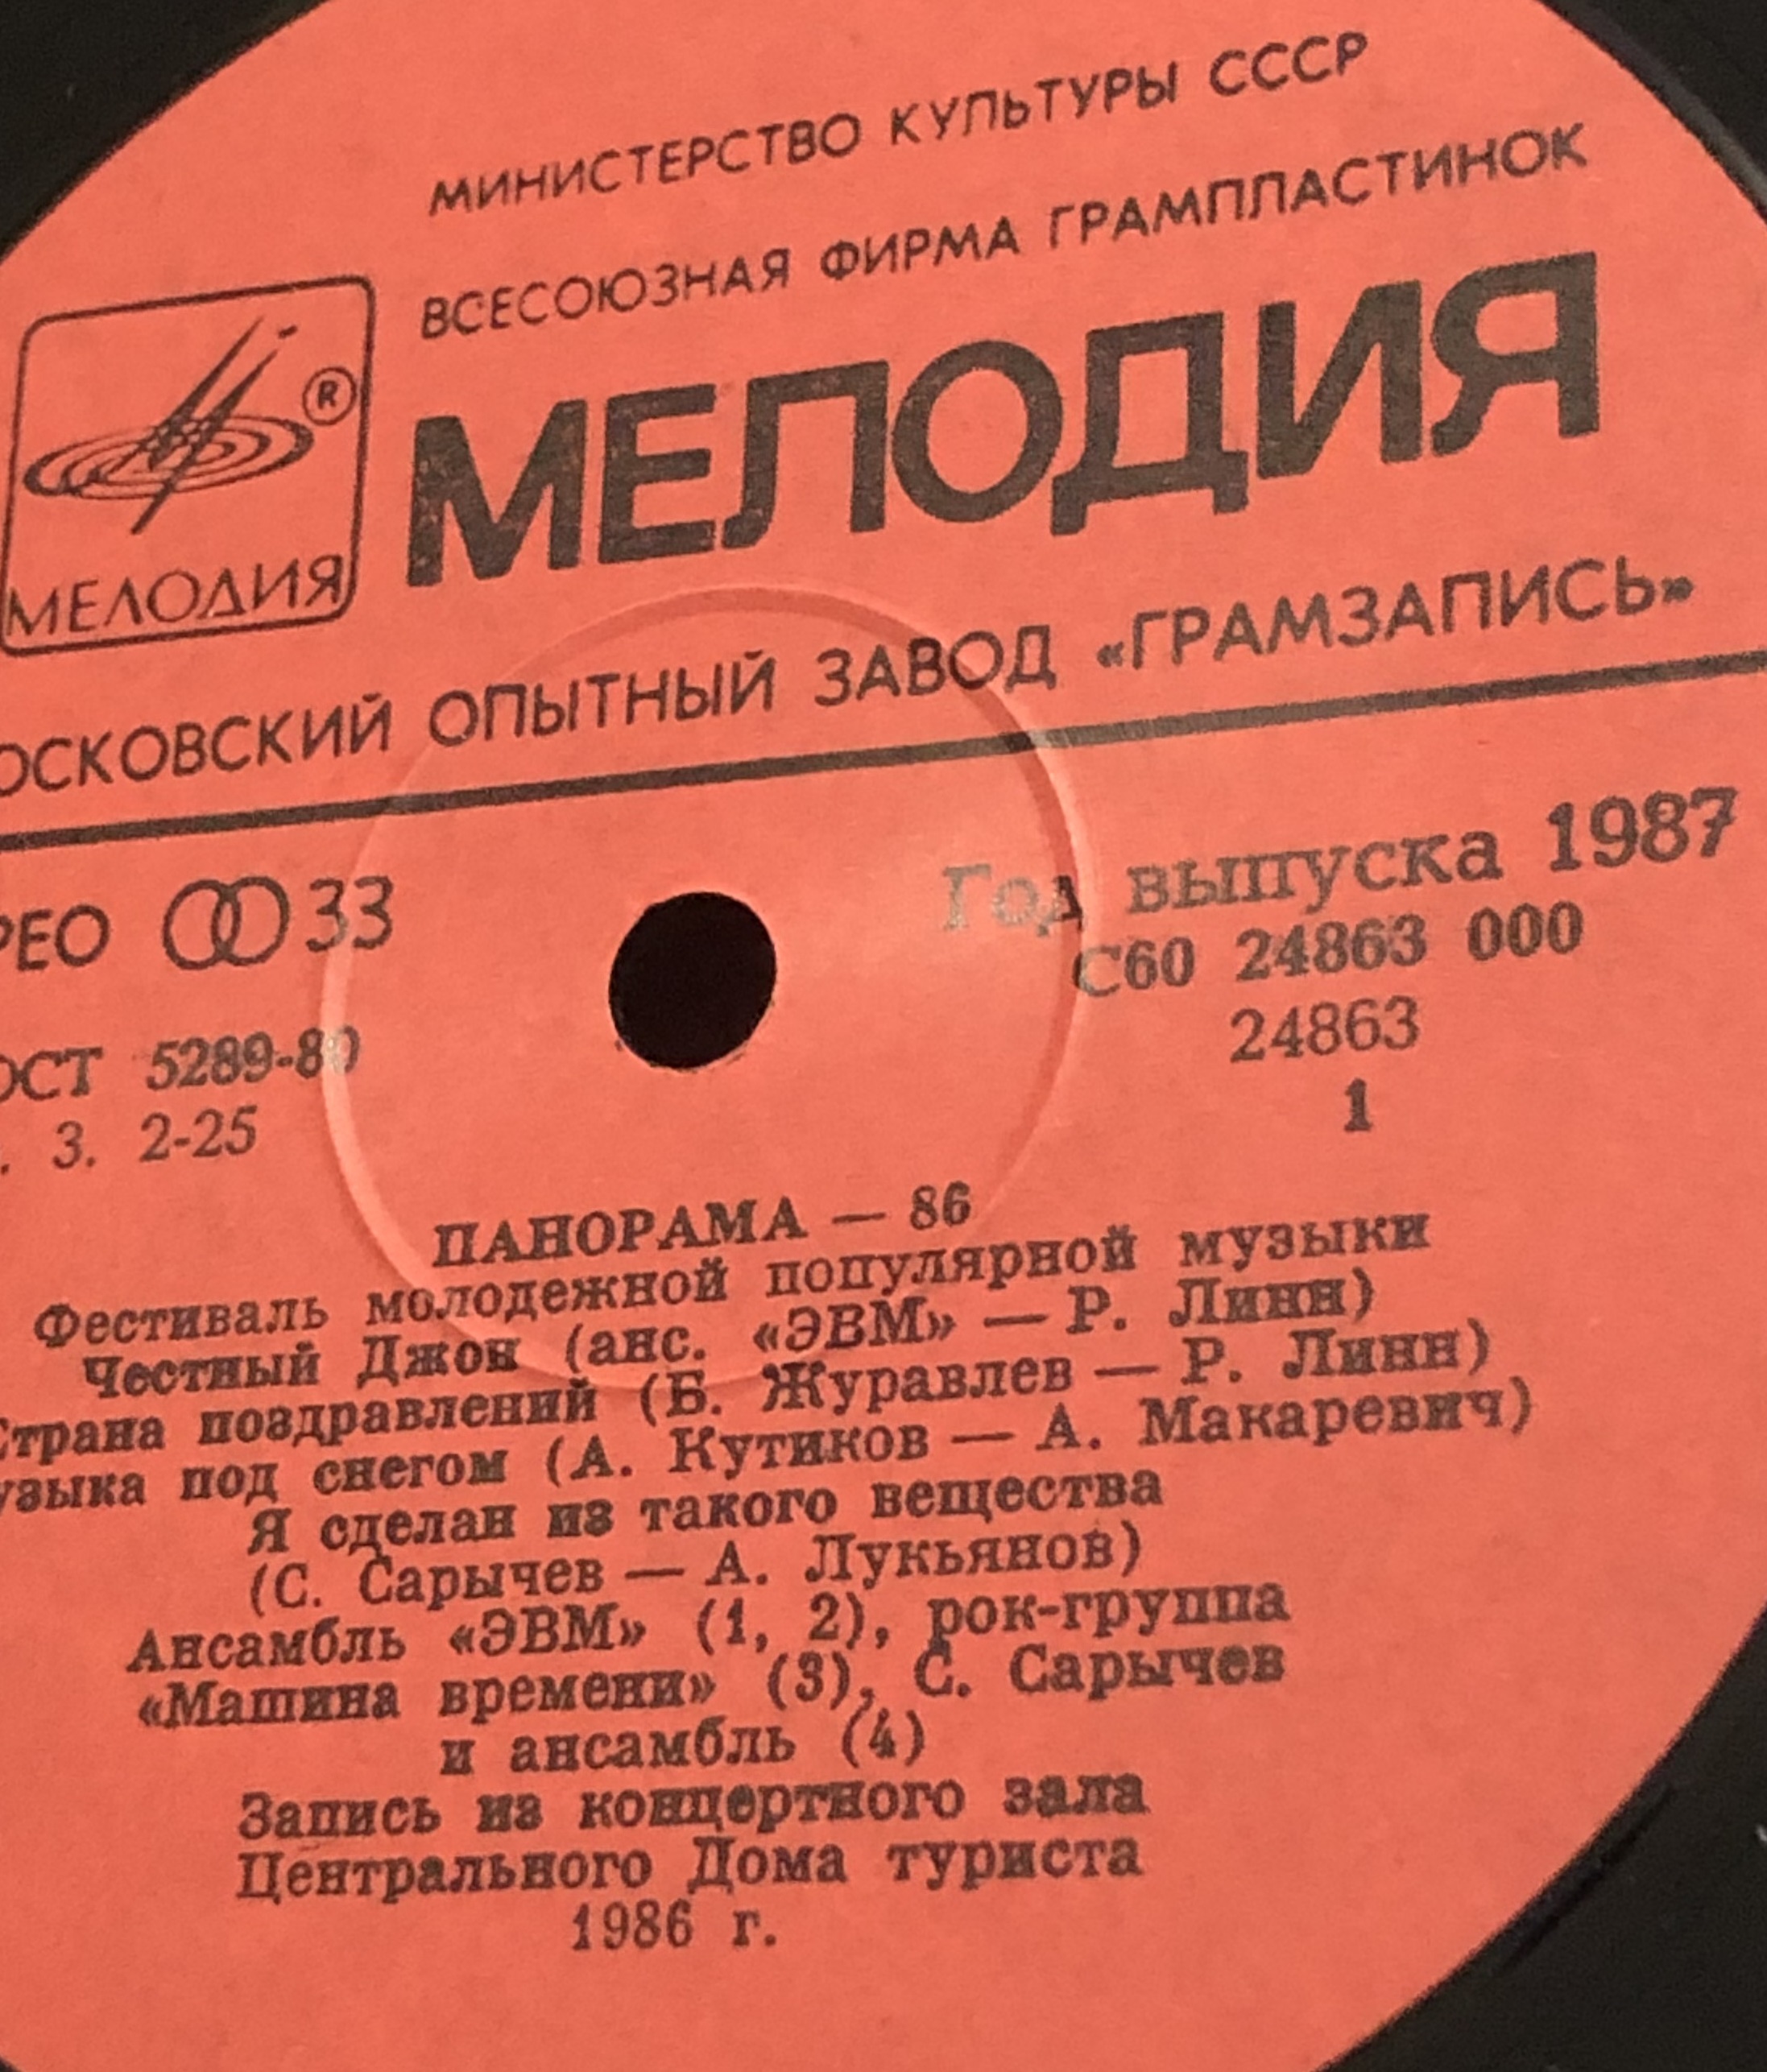 МИНИСТЕРСТВО КУЛЬТУРЫ СССР
ВСЕСОЮЗНАЯ ФИРМА ГРАМПЛАСТИНОК
МЕЛОДИЯ
®
МЕЛОДИЯ
ОСКОВСКИЙ ОПЫТНЫЙ ЗАВОД «ГРАМЗАПИСЬ»
РЕО 33
Год выпуска 1987
С60 24863 000
ОСТ 5289-80
24863
. 3. 2-25
1
ПАНОРАМА — 86
Фестиваль молодежной популярной музыки
Честный Джон (анс. «ЭВМ» — Р. Линн)
Страна поздравлений (Б. Журавлев — Р. Линн)
узыка под снегом (А. Кутиков — А. Макаревич)
Я сделан из такого вещества
(С. Сарычев — А. Лукьянов)
Ансамбль «ЭВМ» (1, 2), рок-группа
«Машина времени» (3), С. Сарычев
и ансамбль (4)
Запись из концертного зала
Центрального Дома туриста
1986 г.